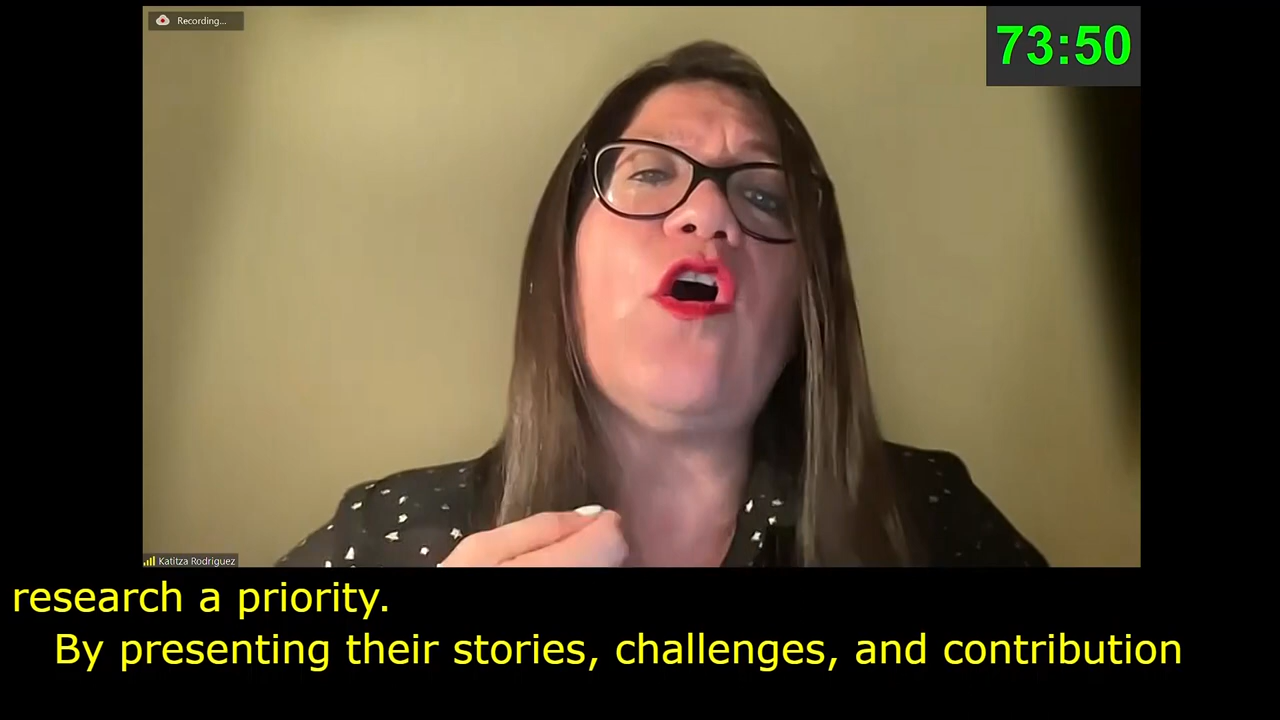 Recording...
73:50
Katitza Rodriguez
research a priority.
By presenting their stories, challenges, and contribution